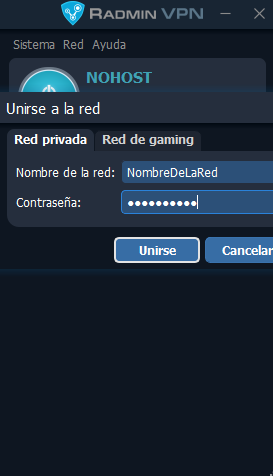 Radmin VPN
Sistema Red Ayuda
NOHOST
Unirse a la red
Red privada Red de gaming
Nombre de la red: NombreDeLaRed
Contraseña: ••••••••••
Unirse Cancelar